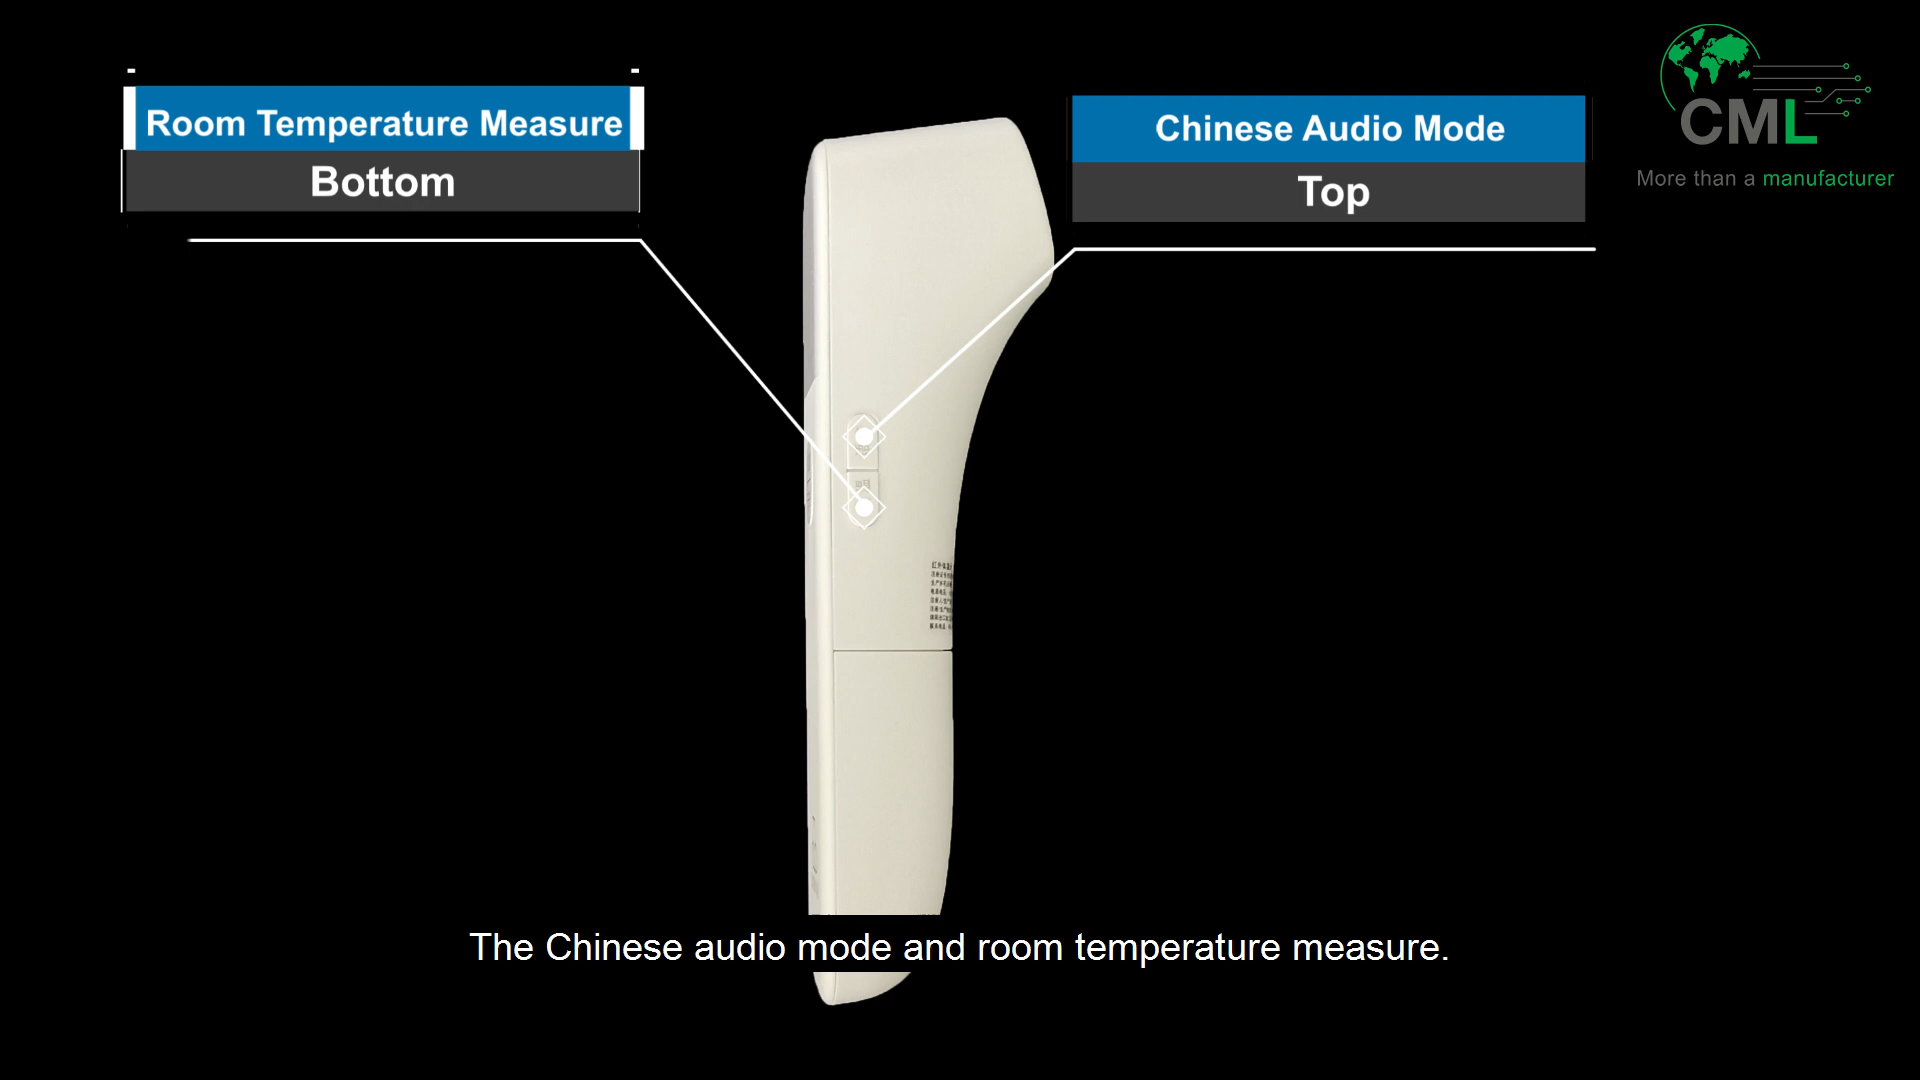 Room Temperature Measure
Bottom
Chinese Audio Mode
Top
CML
More than a manufacturer
The Chinese audio mode and room temperature measure.